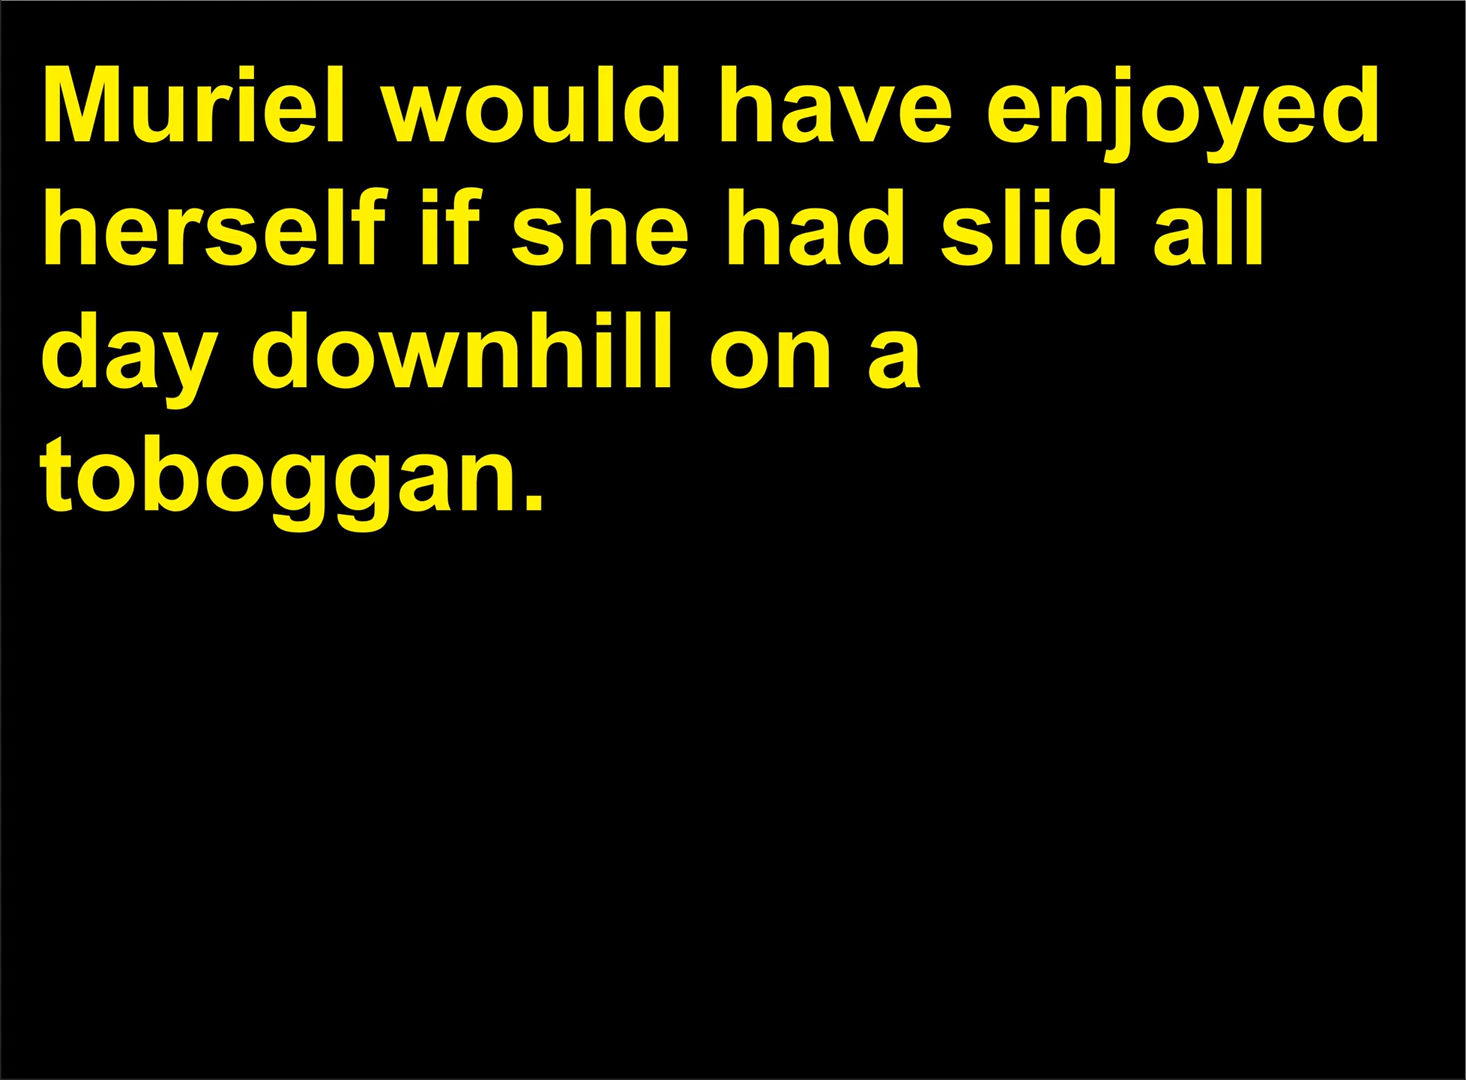 Muriel would have enjoyed
herself if she had slid all
day downhill on a
toboggan.